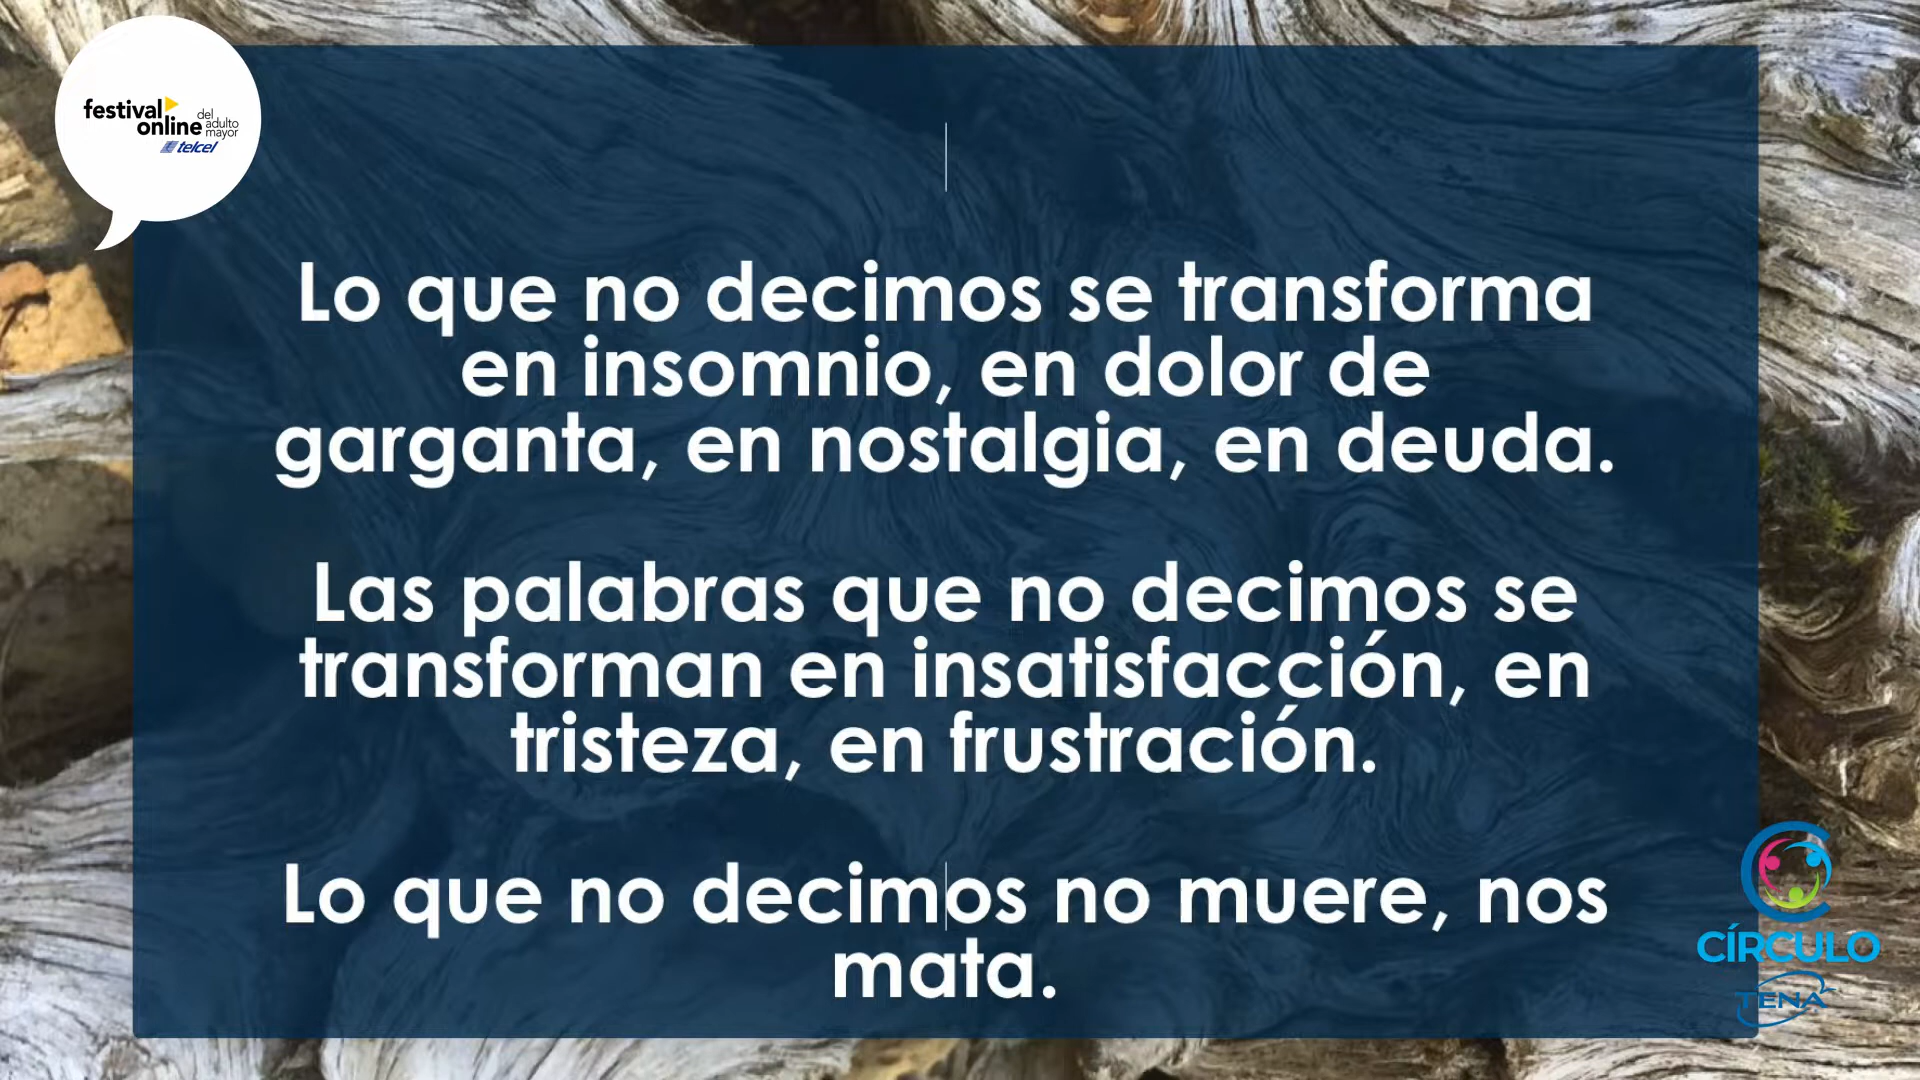 festival
online
del
adulto
mayor
telcel
Lo que no decimos se transforma
en insomnio, en dolor de
garganta, en nostalgia, en deuda.
Las palabras que no decimos se
transforman en insatisfacción, en
tristeza, en frustración.
Lo que no decimos no muere, nos
mata.
CÍRCULO
TENA